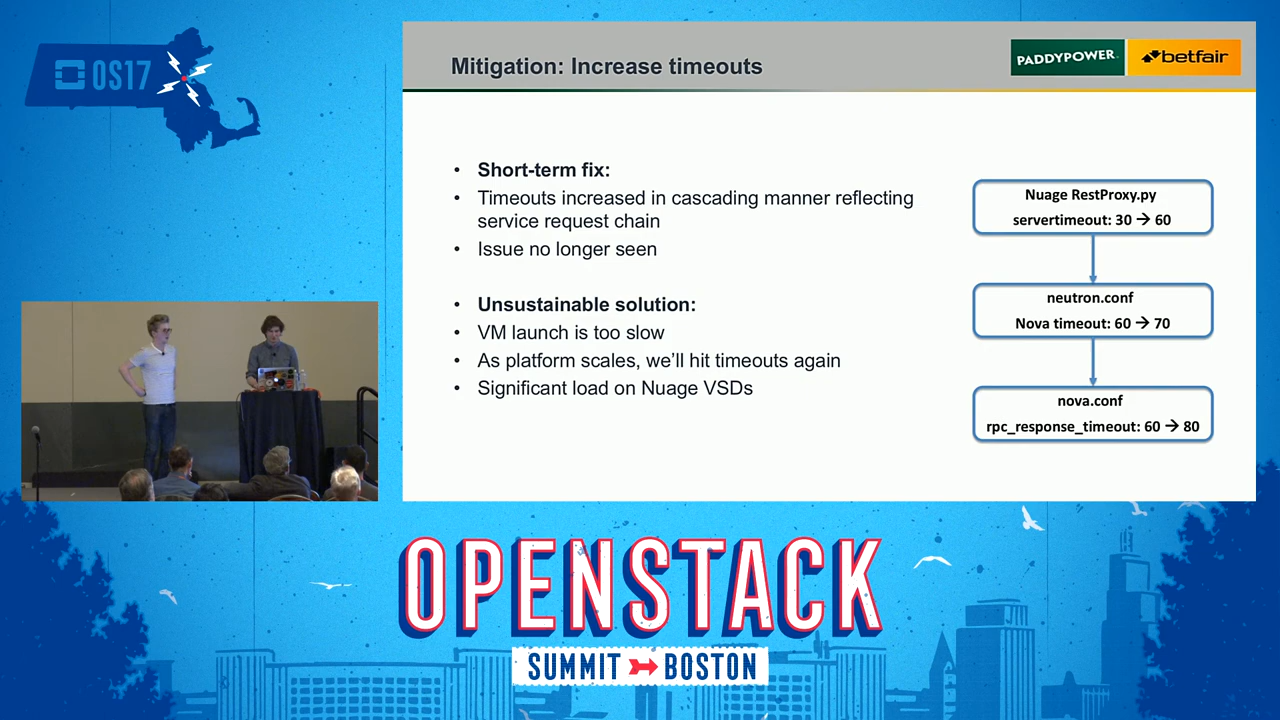 OS17
Mitigation: Increase timeouts
PADDYPOWER.
betfair
• Short-term fix:
• Timeouts increased in cascading manner reflecting
service request chain
• Issue no longer seen
• Unsustainable solution:
• VM launch is too slow
• As platform scales, we'll hit timeouts again
• Significant load on Nuage VSDs
Nuage RestProxy.py
servertimeout: 30 → 60
neutron.conf
Nova timeout: 60 → 70
nova.conf
rpc_response_timeout: 60 → 80
OPENSTACK
SUMMIT BOSTON